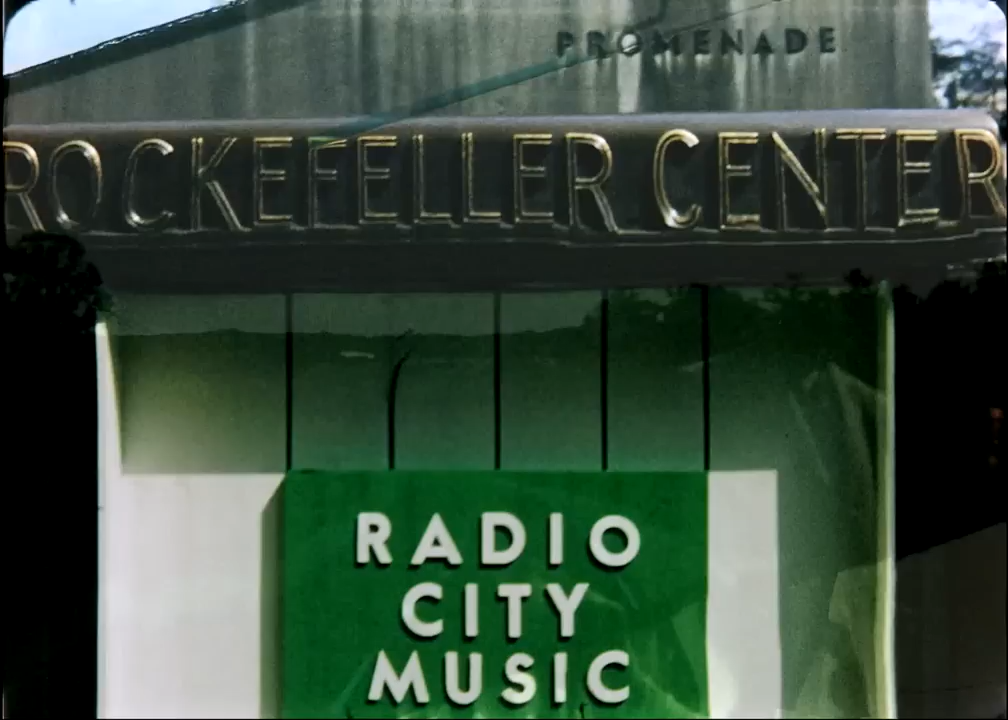 PROMENADE
ROCKEFELLER CENTER
RADIO
CITY
MUSIC